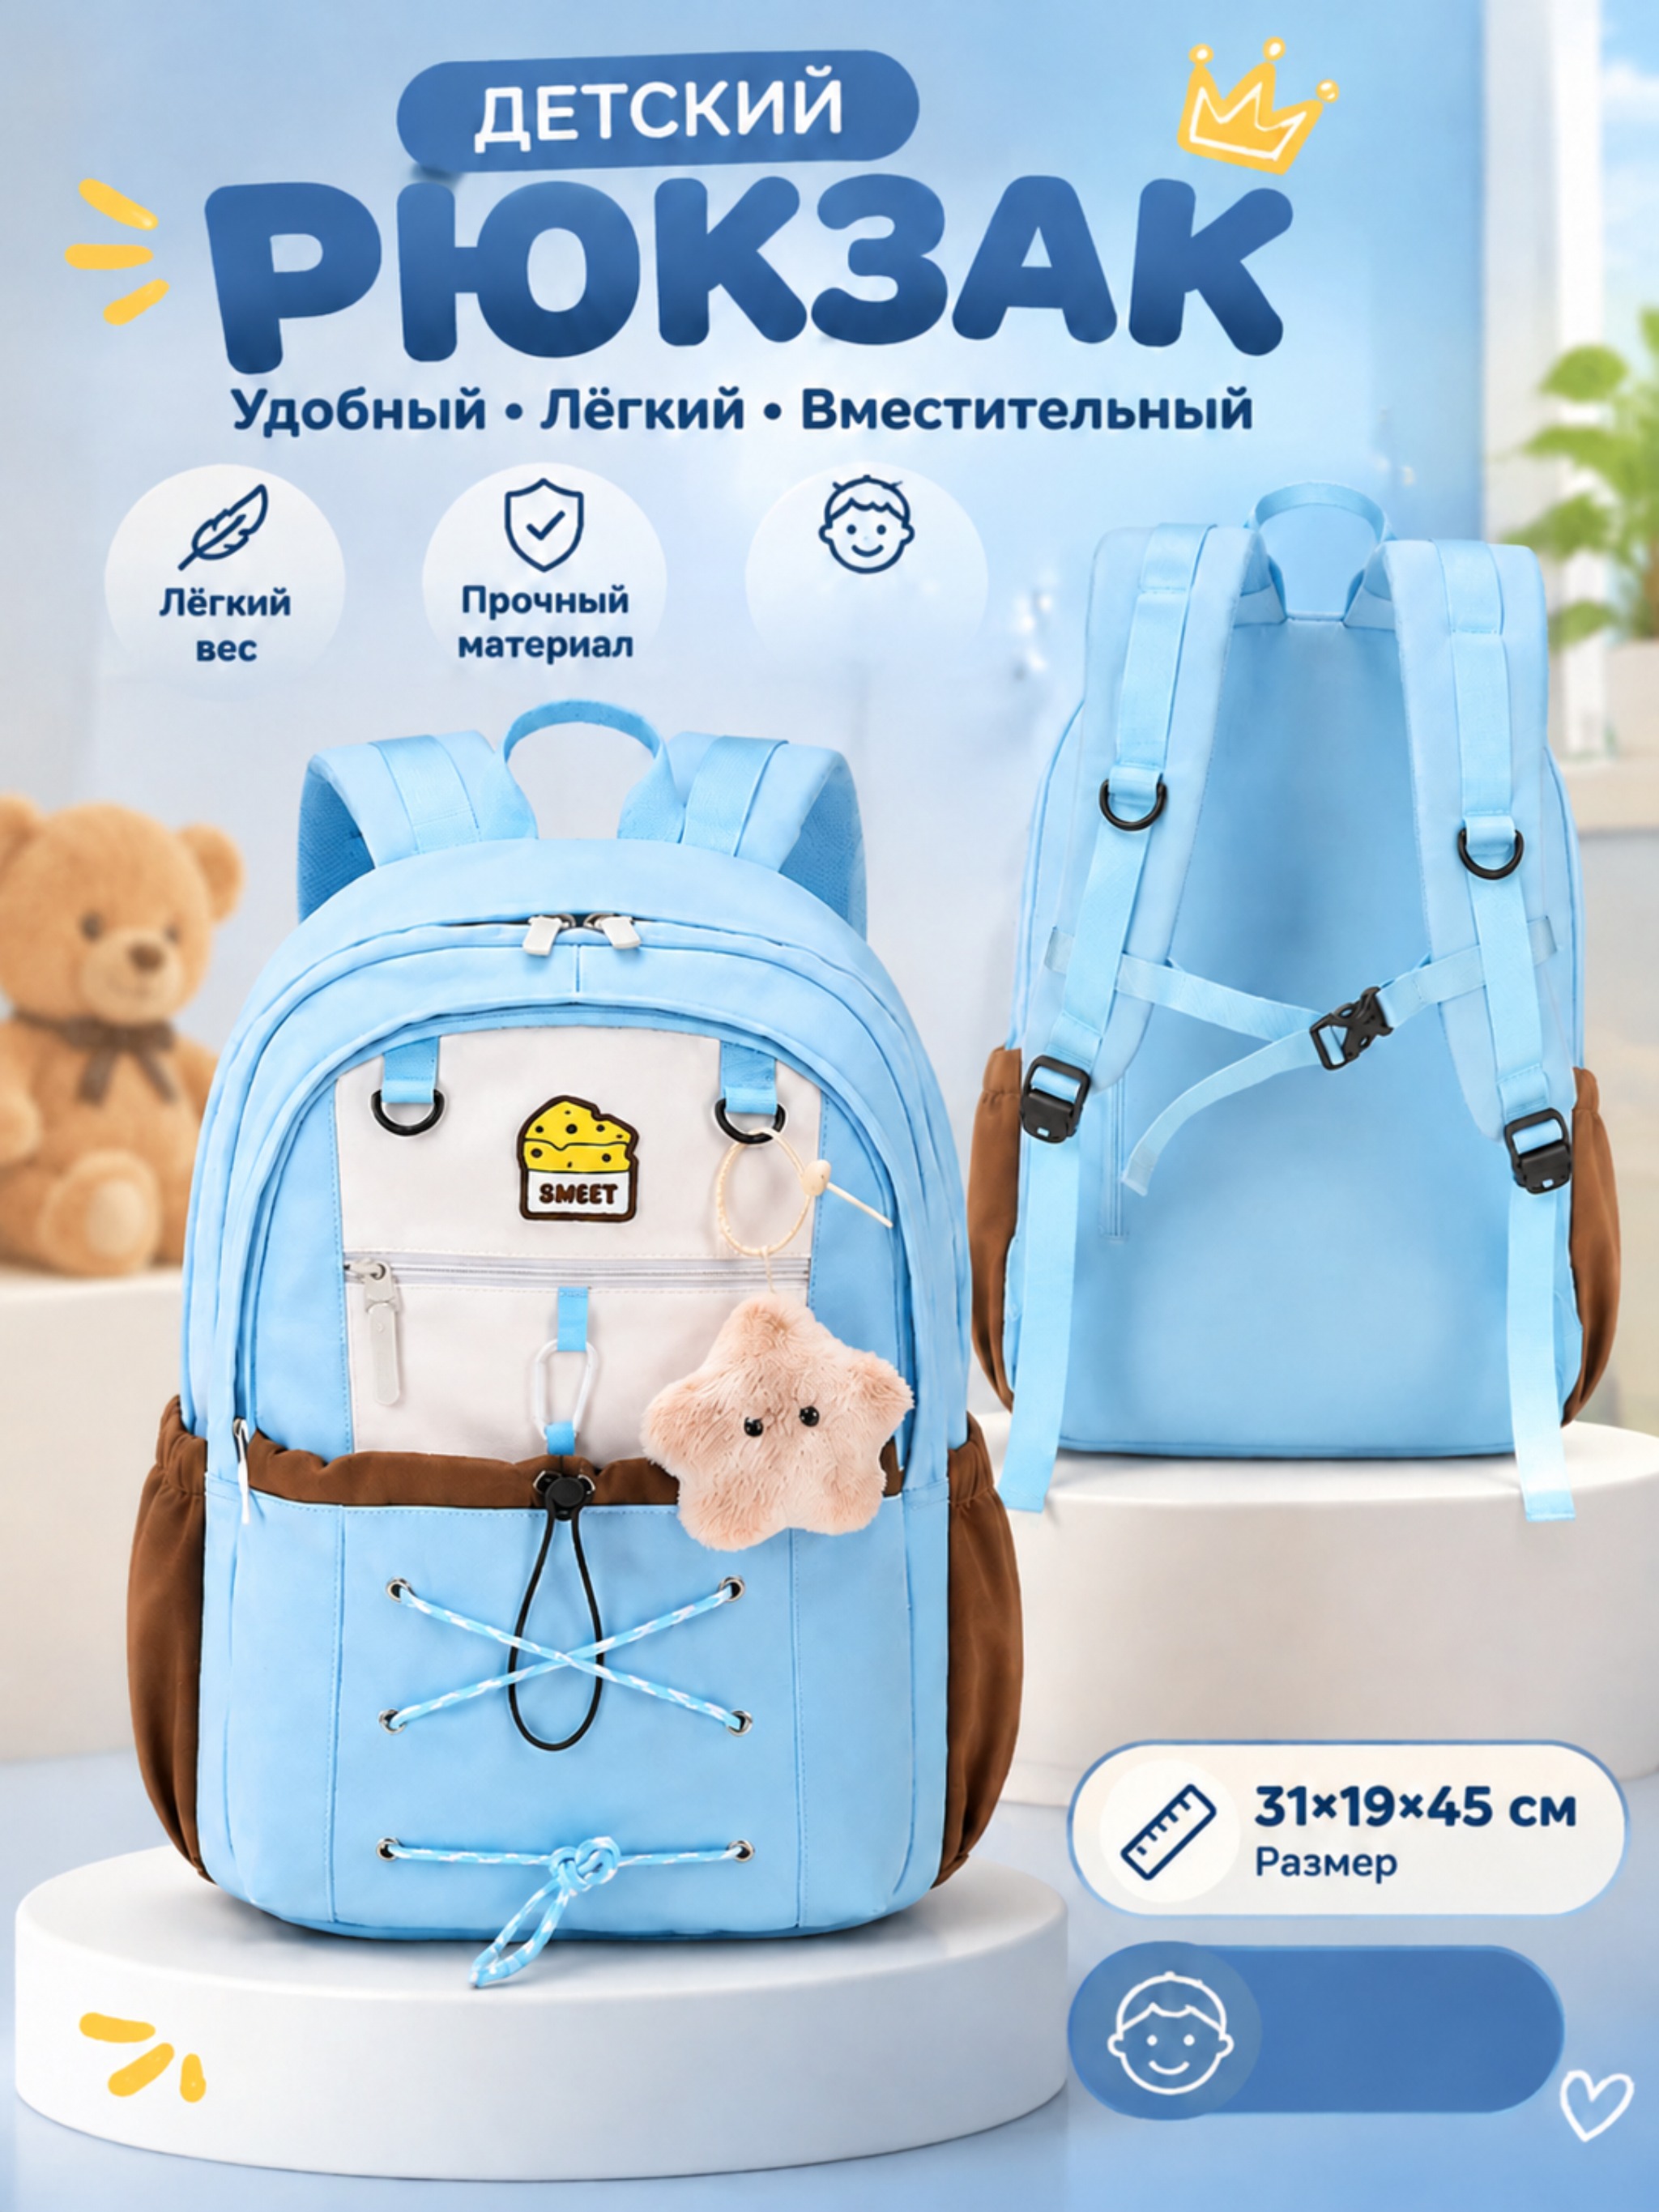 ДЕТСКИЙ
РЮКЗАК
Удобный • Лёгкий • Вместительный
Лёгкий
вес
Прочный
материал
SMEET
31×19×45 см
Размер